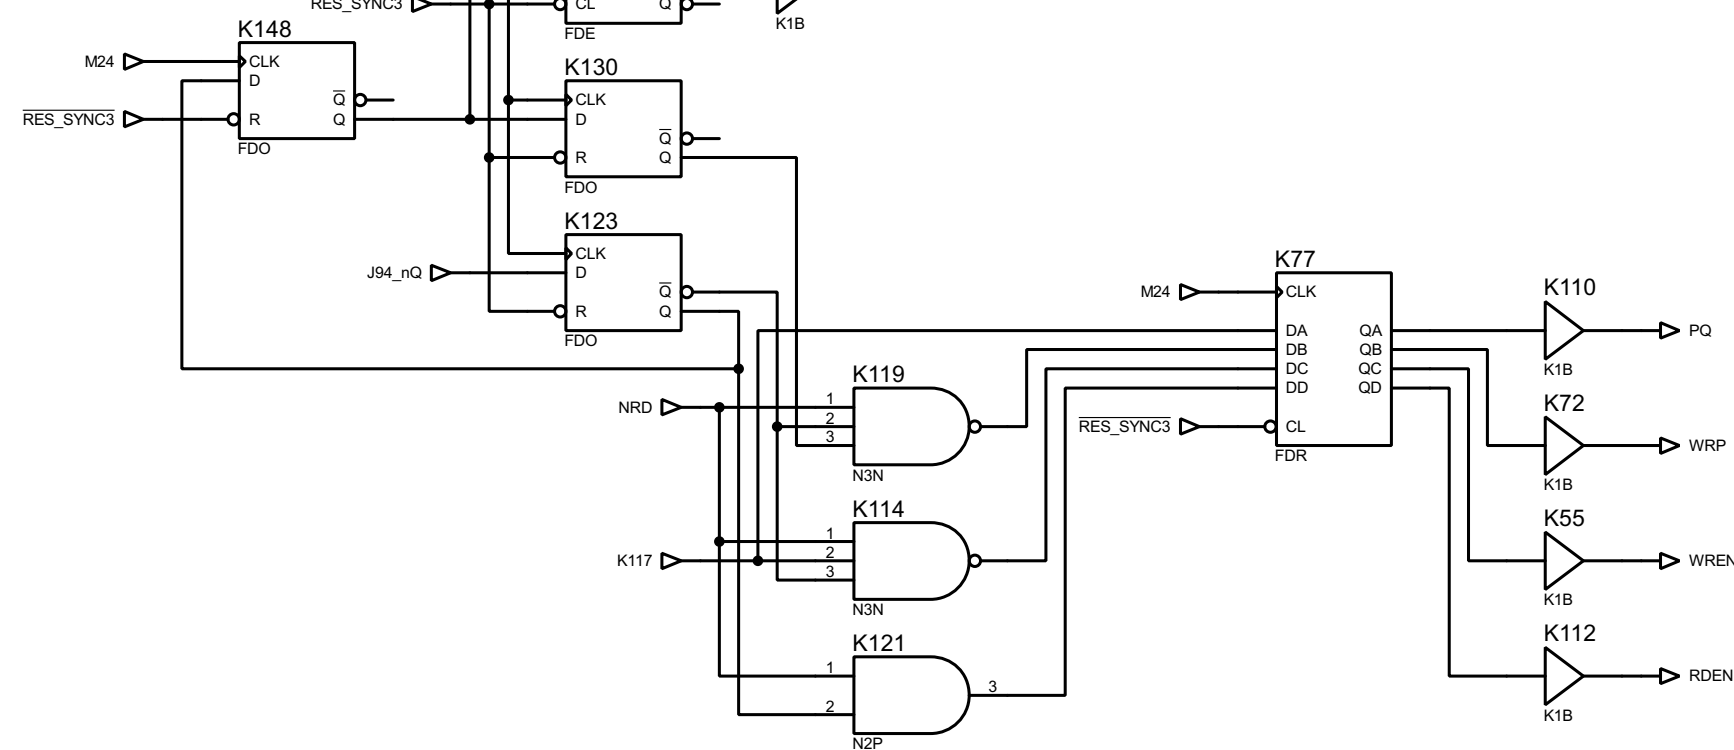 RES_SYNC3
CL
Q
FDE
K1B
K148
M24
CLK
D
RES_SYNC3
R
Q
Q
FDO
K130
CLK
D
R
Q
Q
FDO
K123
CLK
J94_nQ
D
R
Q
Q
FDO
K77
M24
CLK
DA
DB
DC
DD
QA
QB
QC
QD
RES_SYNC3
CL
FDR
K110
PQ
K1B
K72
WRP
K1B
K55
WREN
K1B
K112
RDEN
K1B
K119
NRD
1
2
3
N3N
K114
K117
1
2
3
N3N
K121
1
2
3
N2P